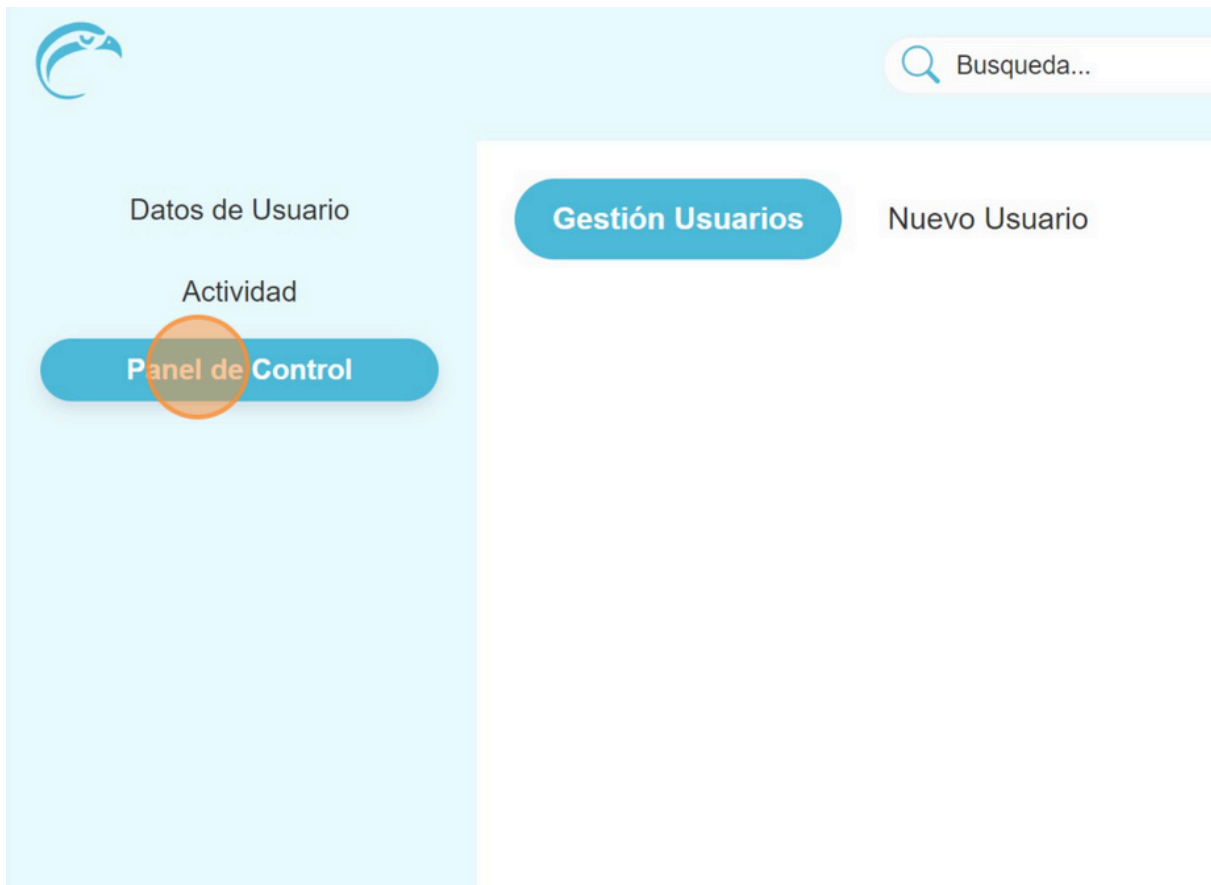 Busqueda...
Datos de Usuario
Actividad
Panel de Control
Gestión Usuarios
Nuevo Usuario